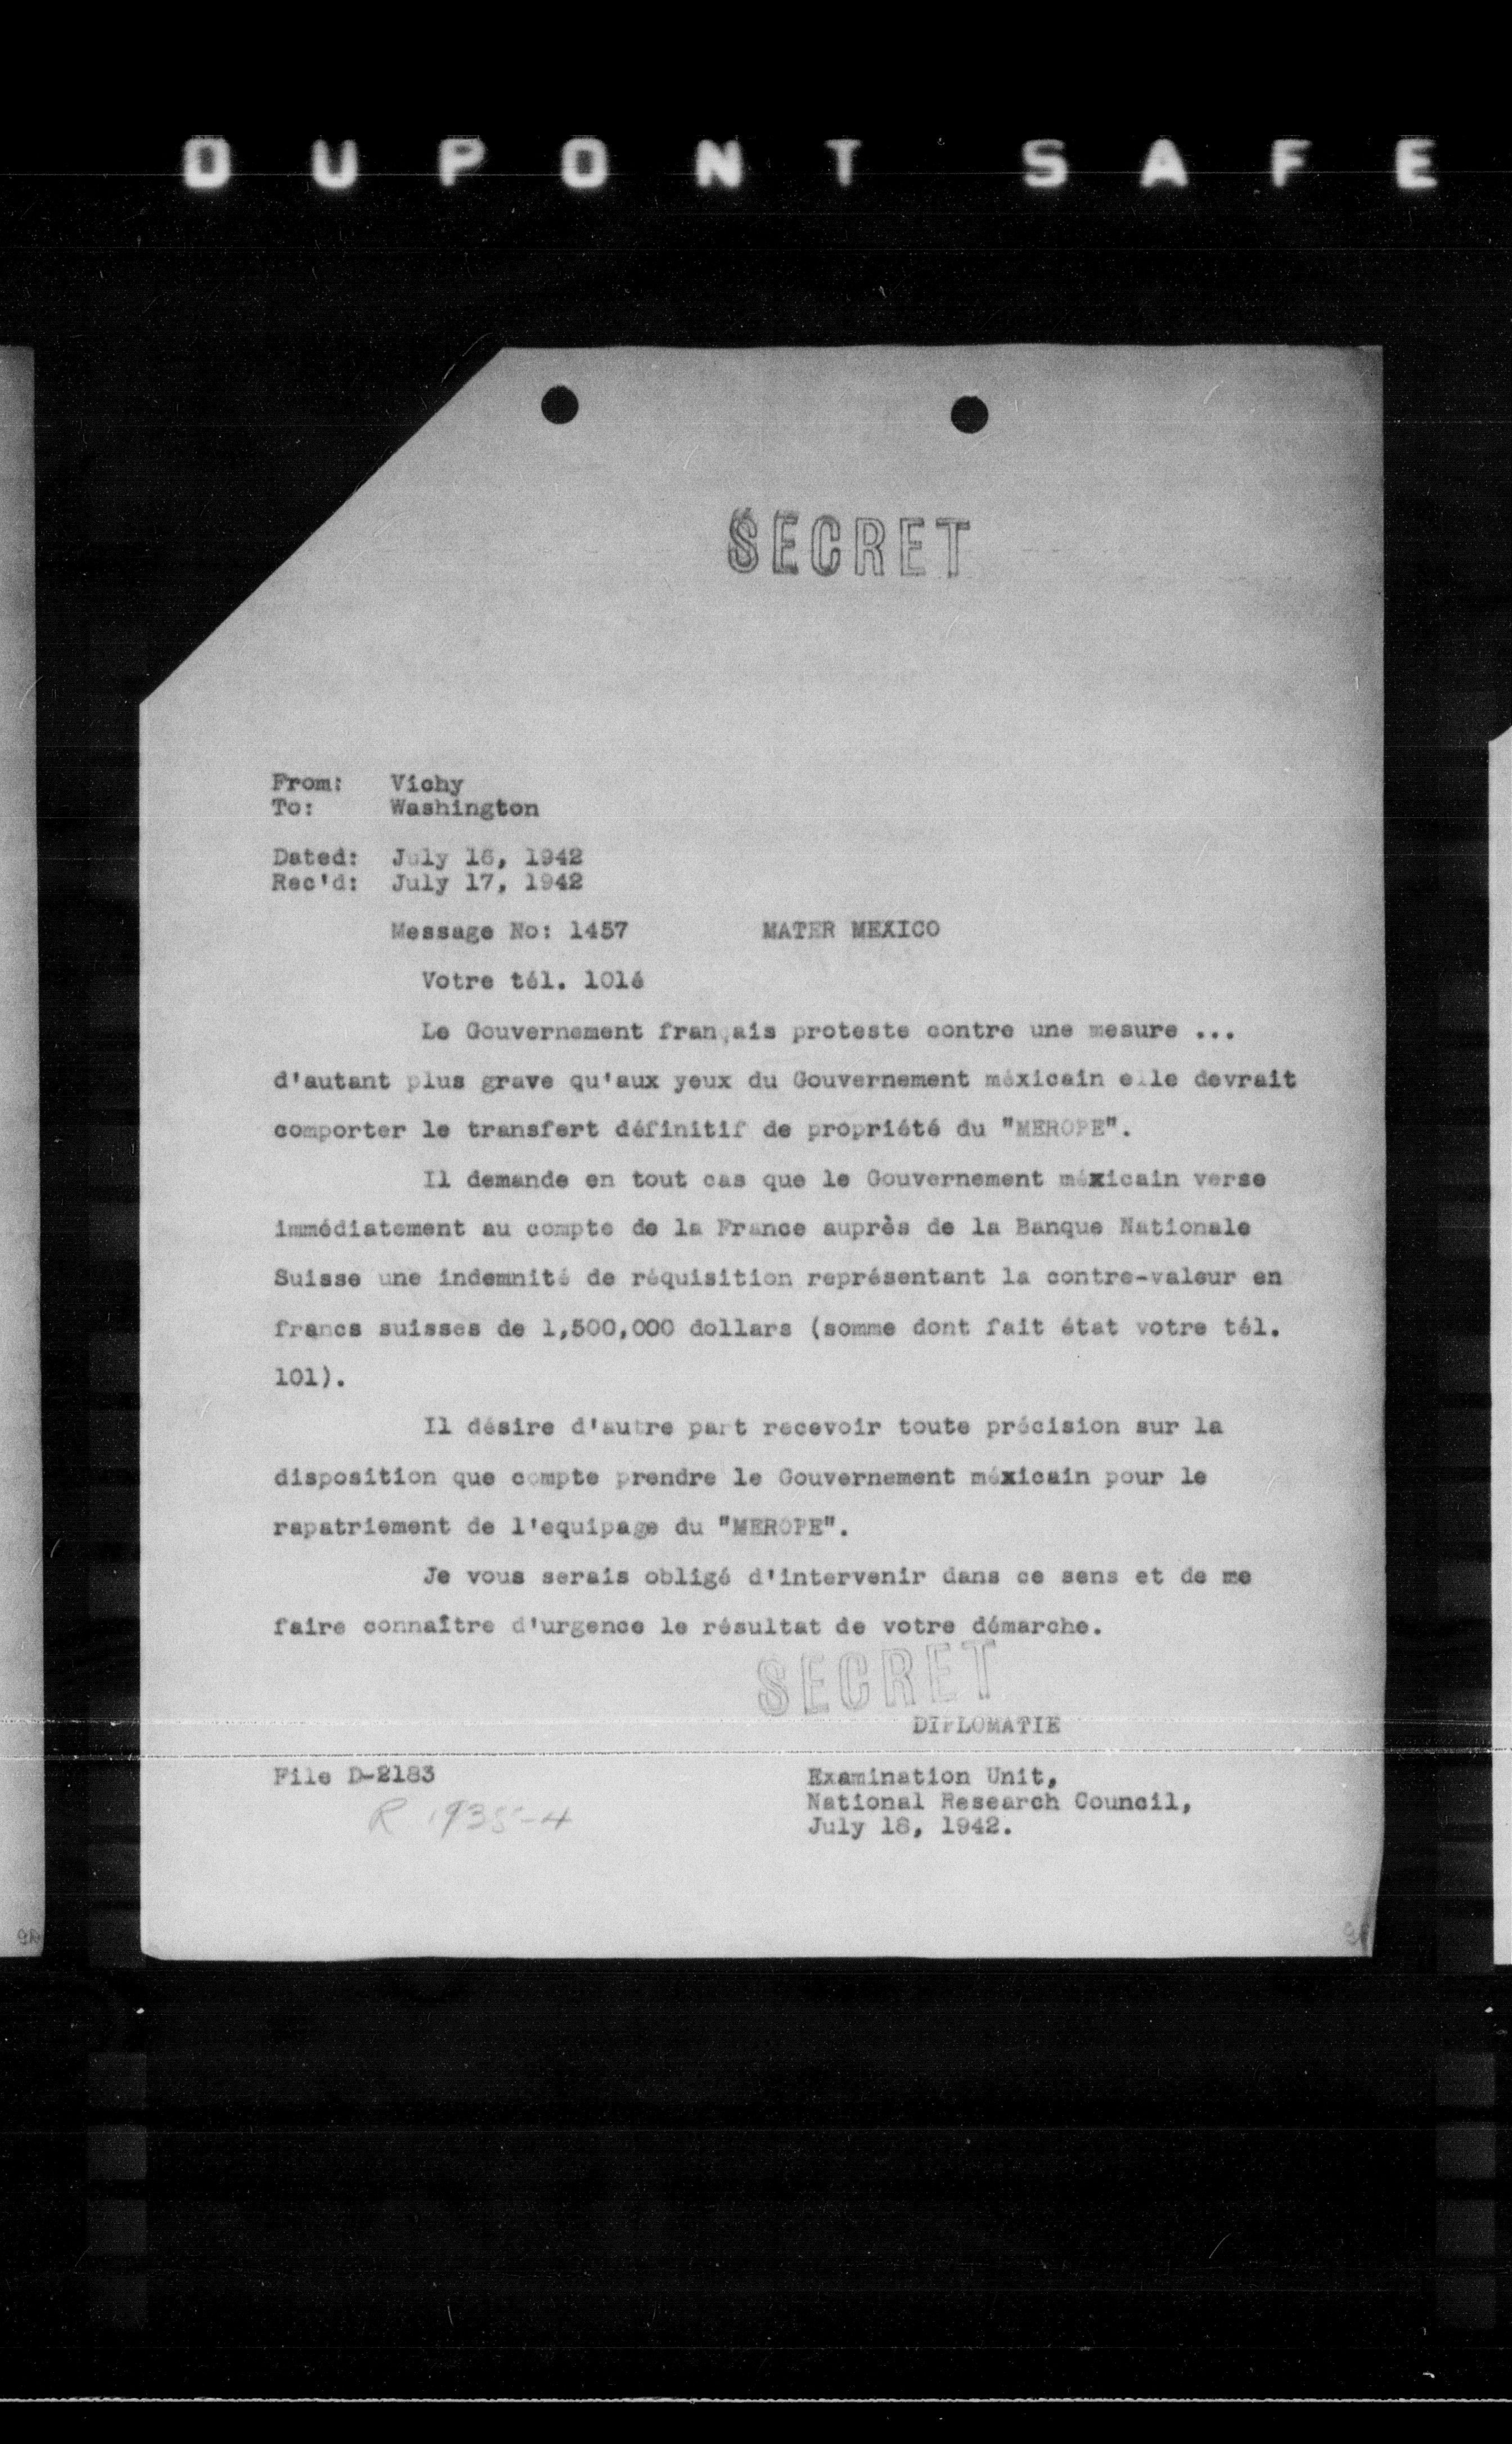 DUPONT SAFE
SECRET
From: Vichy
To: Washington
Dated: July 16, 1942
Rec'd: July 17, 1942
Message No: 1457 MATER MEXICO
Votre tél. 101é
Le Gouvernement français proteste contre une mesure ...
d'autant plus grave qu'aux yeux du Gouvernement méxicain elle devrait
comporter le transfert définitif de propriété du "MEROPE".
Il demande en tout cas que le Gouvernement méxicain verse
immédiatement au compte de la France auprès de la Banque Nationale
Suisse une indemnité de réquisition représentant la contre-valeur en
francs suisses de 1,500,000 dollars (somme dont fait état votre tél.
101).
Il désire d'autre part recevoir toute précision sur la
disposition que compte prendre le Gouvernement méxicain pour le
rapatriement de l'equipage du "MEROPE".
Je vous serais obligé d'intervenir dans ce sens et de me
faire connaître d'urgence le résultat de votre démarche.
SECRET
DIPLOMATIE
File D-2183
Examination Unit,
National Research Council,
July 18, 1942.